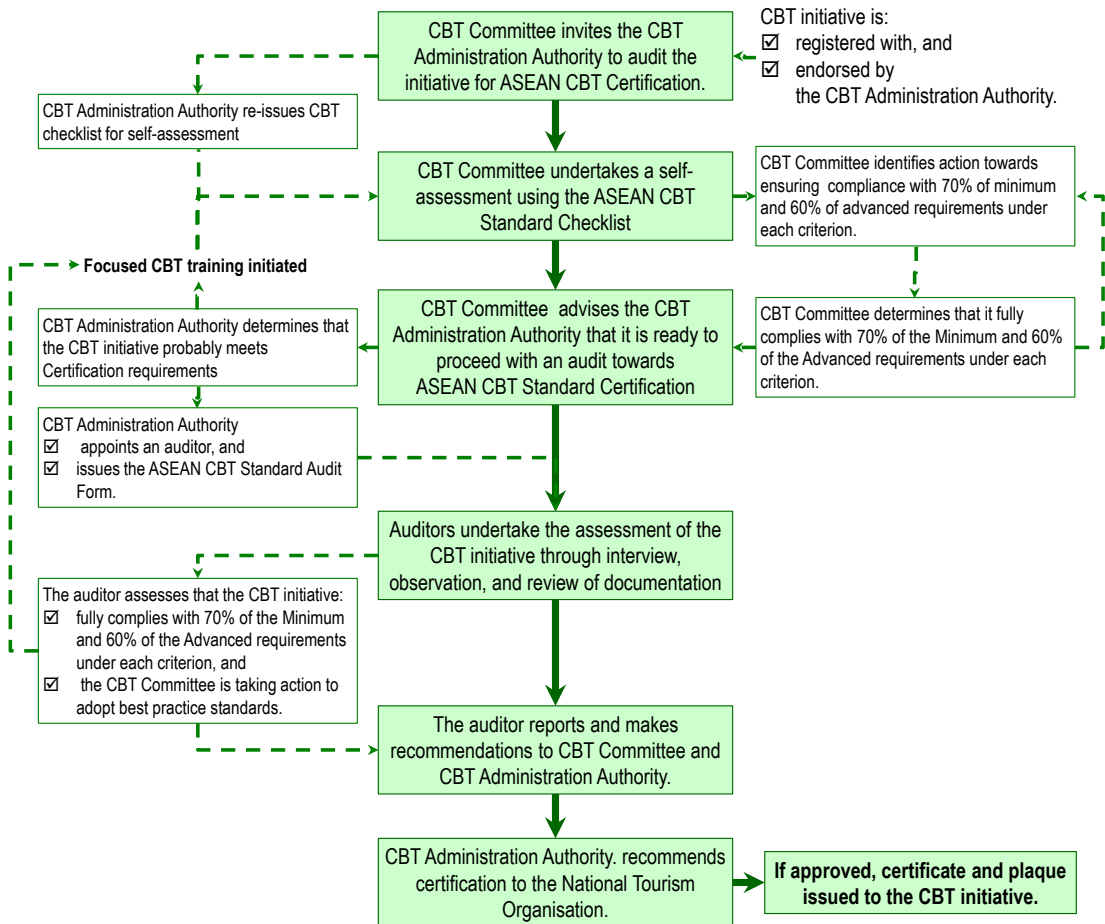 CBT Committee invites the CBT
Administration Authority to audit the
initiative for ASEAN CBT Certification.
CBT initiative is:
☑ registered with, and
☑ endorsed by
the CBT Administration Authority.
CBT Administration Authority re-issues CBT
checklist for self-assessment
CBT Committee undertakes a self-
assessment using the ASEAN CBT
Standard Checklist
CBT Committee identifies action towards
ensuring compliance with 70% of minimum
and 60% of advanced requirements under
each criterion.
Focused CBT training initiated
CBT Administration Authority determines that
the CBT initiative probably meets
Certification requirements
CBT Committee advises the CBT
Administration Authority that it is ready to
proceed with an audit towards
ASEAN CBT Standard Certification
CBT Committee determines that it fully
complies with 70% of the Minimum and 60%
of the Advanced requirements under each
criterion.
CBT Administration Authority
☑ appoints an auditor, and
☑ issues the ASEAN CBT Standard Audit
Form.
Auditors undertake the assessment of the
CBT initiative through interview,
observation, and review of documentation
The auditor assesses that the CBT initiative:
☑ fully complies with 70% of the Minimum
and 60% of the Advanced requirements
under each criterion, and
☑ the CBT Committee is taking action to
adopt best practice standards.
The auditor reports and makes
recommendations to CBT Committee and
CBT Administration Authority.
CBT Administration Authority. recommends
certification to the National Tourism
Organisation.
If approved, certificate and plaque
issued to the CBT initiative.